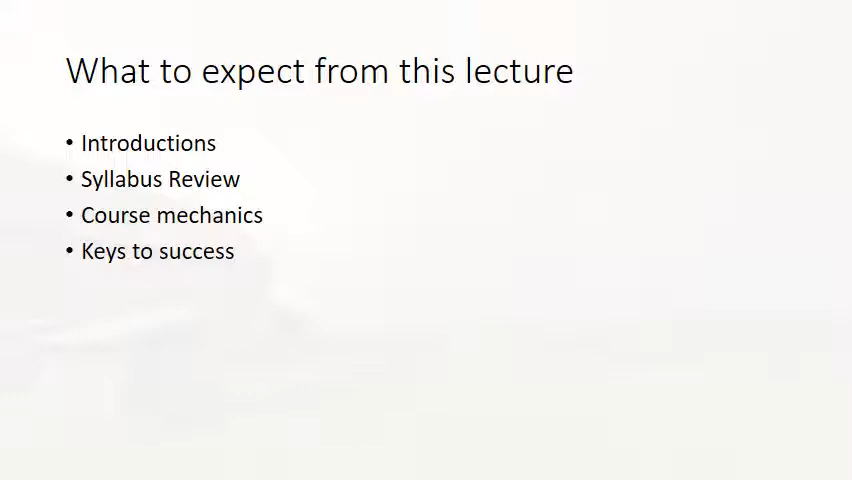 What to expect from this lecture
• Introductions
• Syllabus Review
• Course mechanics
• Keys to success